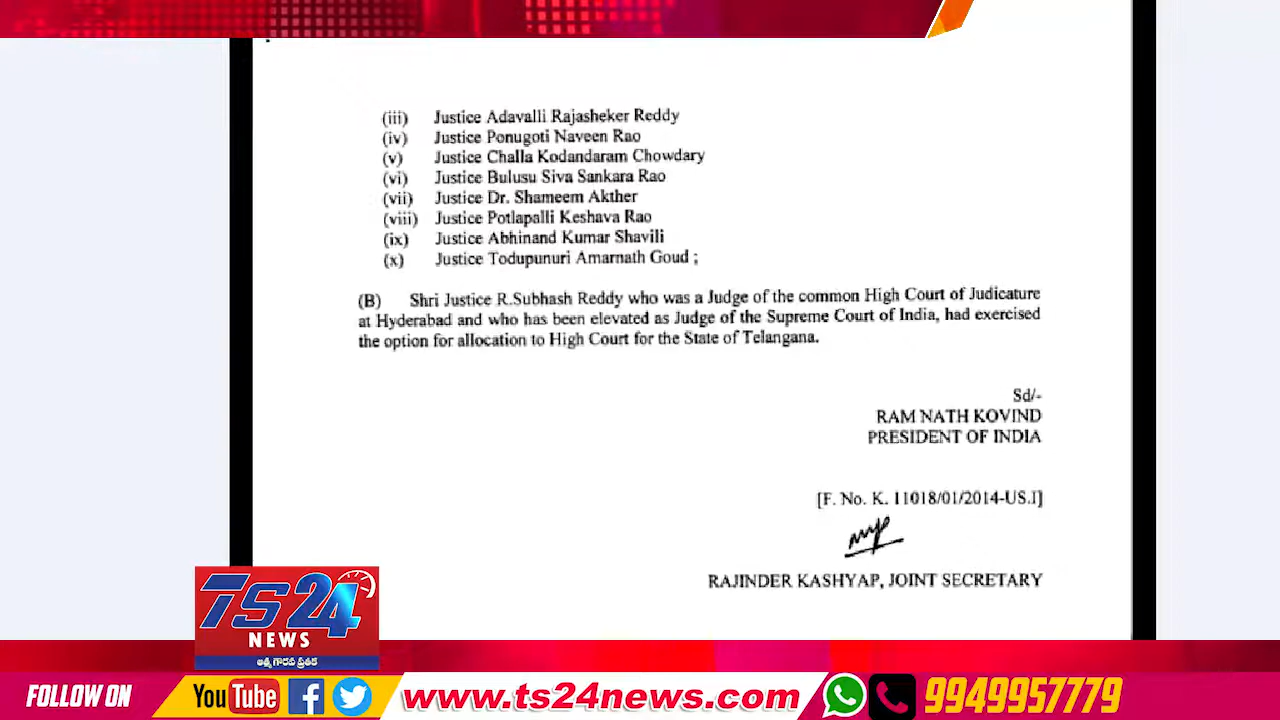 (iii) Justice Adavalli Rajasheker Reddy
(iv) Justice Ponugoti Naveen Rao
(v) Justice Challa Kodandaram Chowdary
(vi) Justice Bulusu Siva Sankara Rao
(vii) Justice Dr. Shameem Akther
(viii) Justice Potlapalli Keshava Rao
(ix) Justice Abhinand Kumar Shavili
(x) Justice Todupunuri Amarnath Goud ;
(B) Shri Justice R.Subhash Reddy who was a Judge of the common High Court of Judicature
at Hyderabad and who has been elevated as Judge of the Supreme Court of India, had exercised
the option for allocation to High Court for the State of Telangana.
Sd/-
RAM NATH KOVIND
PRESIDENT OF INDIA
[F. No. K. 11018/01/2014-US.I]
RAJINDER KASHYAP, JOINT SECRETARY
TS24
NEWS
ఆత్మ గౌరవ ప్రతీక
FOLLOW ON YouTube www.ts24news.com 9949957779